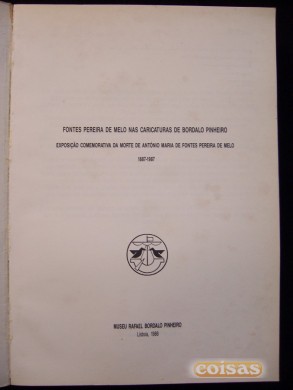 FONTES PEREIRA DE MELO NAS CARICATURAS DE BORDALO PINHEIRO
EXPOSIÇÃO COMEMORATIVA DA MORTE DE ANTÓNIO MARIA DE FONTES PEREIRA DE MELO
1887-1987
MUSEU RAFAEL BORDALO PINHEIRO
Lisboa, 1988
coisas